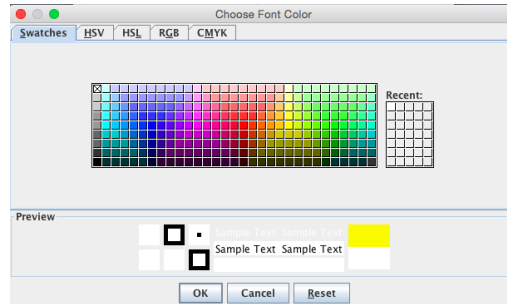 Choose Font Color
Swatches HSV HSL RGB CMYK
Recent:
Preview
Sample Text Sample Text
Sample Text Sample Text
OK Cancel Reset